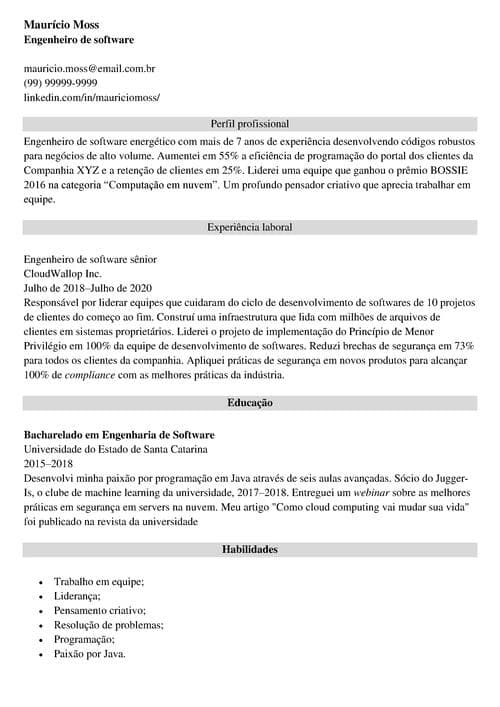 Maurício Moss
Engenheiro de software
mauricio.moss@email.com.br
(99) 99999-9999
linkedin.com/in/mauriciomoss/
Perfil profissional
Engenheiro de software energético com mais de 7 anos de experiência desenvolvendo códigos robustos
para negócios de alto volume. Aumentei em 55% a eficiência de programação do portal dos clientes da
Companhia XYZ e a retenção de clientes em 25%. Liderei uma equipe que ganhou o prêmio BOSSIE
2016 na categoria “Computação em nuvem”. Um profundo pensador criativo que aprecia trabalhar em
equipe.
Experiência laboral
Engenheiro de software sênior
CloudWallop Inc.
Julho de 2018–Julho de 2020
Responsável por liderar equipes que cuidaram do ciclo de desenvolvimento de softwares de 10 projetos
de clientes do começo ao fim. Construí uma infraestrutura que lida com milhões de arquivos de
clientes em sistemas proprietários. Liderei o projeto de implementação do Princípio de Menor
Privilégio em 100% da equipe de desenvolvimento de softwares. Reduzi brechas de segurança em 73%
para todos os clientes da companhia. Apliquei práticas de segurança em novos produtos para alcançar
100% de compliance com as melhores práticas da indústria.
Educação
Bacharelado em Engenharia de Software
Universidade do Estado de Santa Catarina
2015–2018
Desenvolvi minha paixão por programação em Java através de seis aulas avançadas. Sócio do Jugger-
Is, o clube de machine learning da universidade, 2017–2018. Entreguei um webinar sobre as melhores
práticas em segurança em servers na nuvem. Meu artigo "Como cloud computing vai mudar sua vida"
foi publicado na revista da universidade
Habilidades
• Trabalho em equipe;
• Liderança;
• Pensamento criativo;
• Resolução de problemas;
• Programação;
• Paixão por Java.